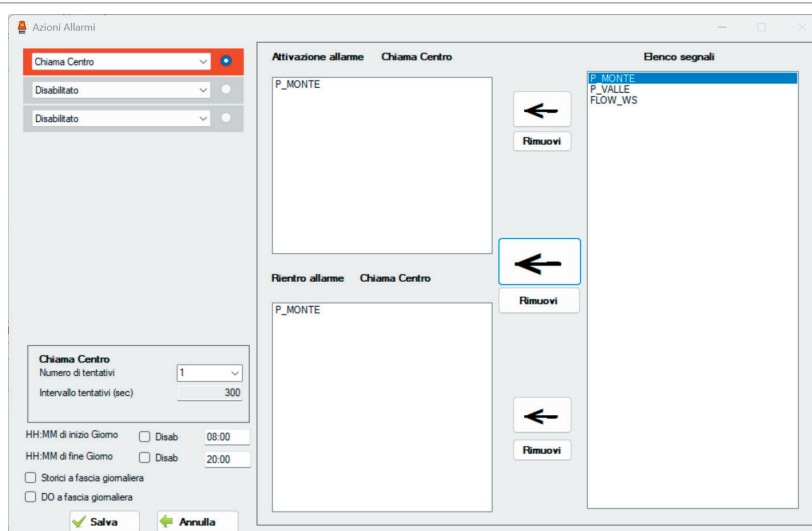 Azioni Allarmi
Chiama Centro
Disabilitato
Disabilitato
Attivazione allarme Chiama Centro
P_MONTE
Rimuovi
Elenco segnali
P_MONTE
P_VALLE
FLOW_WS
Rientro allarme Chiama Centro
Rimuovi
P_MONTE
Rimuovi
Chiama Centro
Numero di tentativi 1
Intervallo tentativi (sec) 300
HH:MM di inizio Giorno Disab 08:00
HH:MM di fine Giorno Disab 20:00
Storici a fascia giornaliera
DO a fascia giornaliera
Salva Annulla